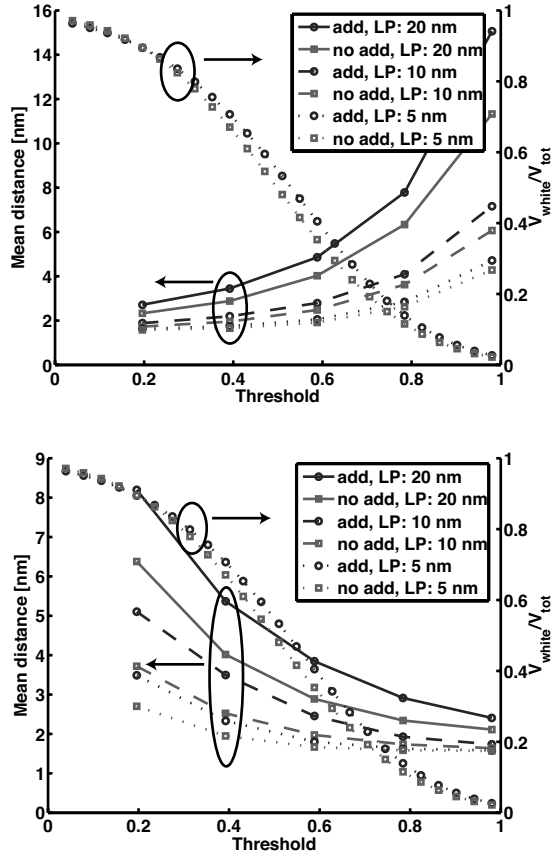 16
14
12
10
8
6
4
2
0
Mean distance [nm]
add, LP: 20 nm
no add, LP: 20 nm
add, LP: 10 nm
no add, LP: 10 nm
add, LP: 5 nm
no add, LP: 5 nm
1
0.8
0.6
0.4
0.2
0
Vwhite/Vtot
0
0.2
0.4
0.6
0.8
1
Threshold
9
8
7
6
5
4
3
2
1
0
Mean distance [nm]
add, LP: 20 nm
no add, LP: 20 nm
add, LP: 10 nm
no add, LP: 10 nm
add, LP: 5 nm
no add, LP: 5 nm
1
0.8
0.6
0.4
0.2
0
Vwhite/Vtot
0
0.2
0.4
0.6
0.8
1
Threshold